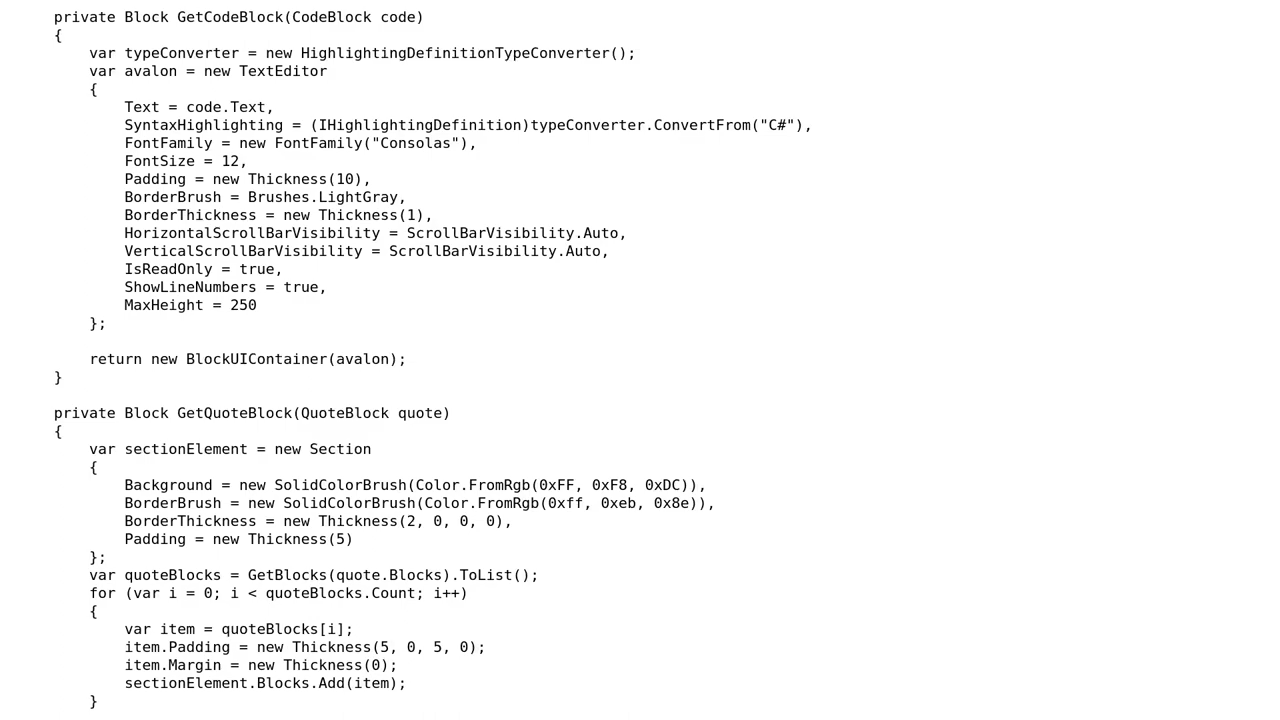 private Block GetCodeBlock(CodeBlock code)
{
    var typeConverter = new HighlightingDefinitionTypeConverter();
    var avalon = new TextEditor
    {
        Text = code.Text,
        SyntaxHighlighting = (IHighlightingDefinition)typeConverter.ConvertFrom("C#"),
        FontFamily = new FontFamily("Consolas"),
        FontSize = 12,
        Padding = new Thickness(10),
        BorderBrush = Brushes.LightGray,
        BorderThickness = new Thickness(1),
        HorizontalScrollBarVisibility = ScrollBarVisibility.Auto,
        VerticalScrollBarVisibility = ScrollBarVisibility.Auto,
        IsReadOnly = true,
        ShowLineNumbers = true,
        MaxHeight = 250
    };

    return new BlockUIContainer(avalon);
}

private Block GetQuoteBlock(QuoteBlock quote)
{
    var sectionElement = new Section
    {
        Background = new SolidColorBrush(Color.FromRgb(0xFF, 0xF8, 0xDC)),
        BorderBrush = new SolidColorBrush(Color.FromRgb(0xff, 0xeb, 0x8e)),
        BorderThickness = new Thickness(2, 0, 0, 0),
        Padding = new Thickness(5)
    };
    var quoteBlocks = GetBlocks(quote.Blocks).ToList();
    for (var i = 0; i < quoteBlocks.Count; i++)
    {
        var item = quoteBlocks[i];
        item.Padding = new Thickness(5, 0, 5, 0);
        item.Margin = new Thickness(0);
        sectionElement.Blocks.Add(item);
    }